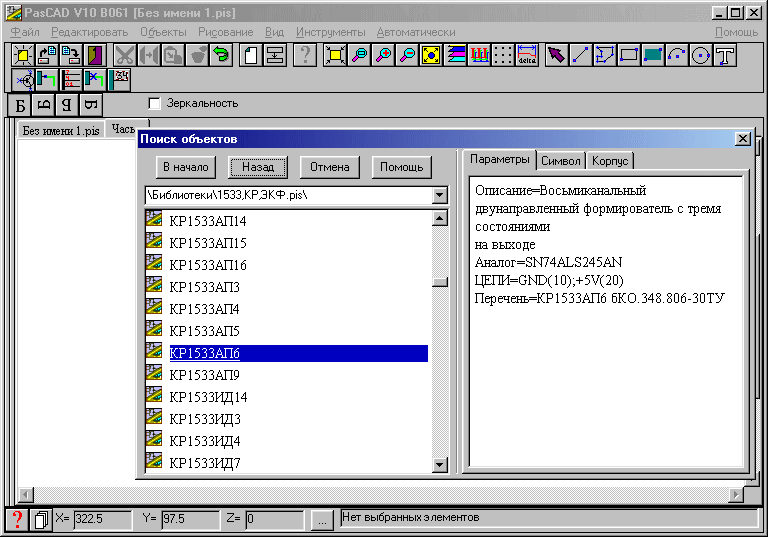 PasCAD V10 B061 [Без имени 1.pis]
Файл Редактировать Объекты Рисование Вид Инструменты Автоматически Помощь
delta
Зеркальность
Без имени 1.pis Часы
Поиск объектов
В начало Назад Отмена Помощь
\Библиотеки\1533,КР,ЭКФ.pis\
КР1533АП14
КР1533АП15
КР1533АП16
КР1533АП3
КР1533АП4
КР1533АП5
КР1533АП6
КР1533АП9
КР1533ИД14
КР1533ИД3
КР1533ИД4
КР1533ИД7
Параметры Символ Корпус
Описание=Восьмиканальный
двунаправленный формирователь с тремя
состояниями
на выходе
Аналог=SN74ALS245AN
ЦЕПИ=GND(10);+5V(20)
Перечень=КР1533АП6 бКО.348.806-30ТУ
X= 322.5 Y= 97.5 Z= 0 ... Нет выбранных элементов